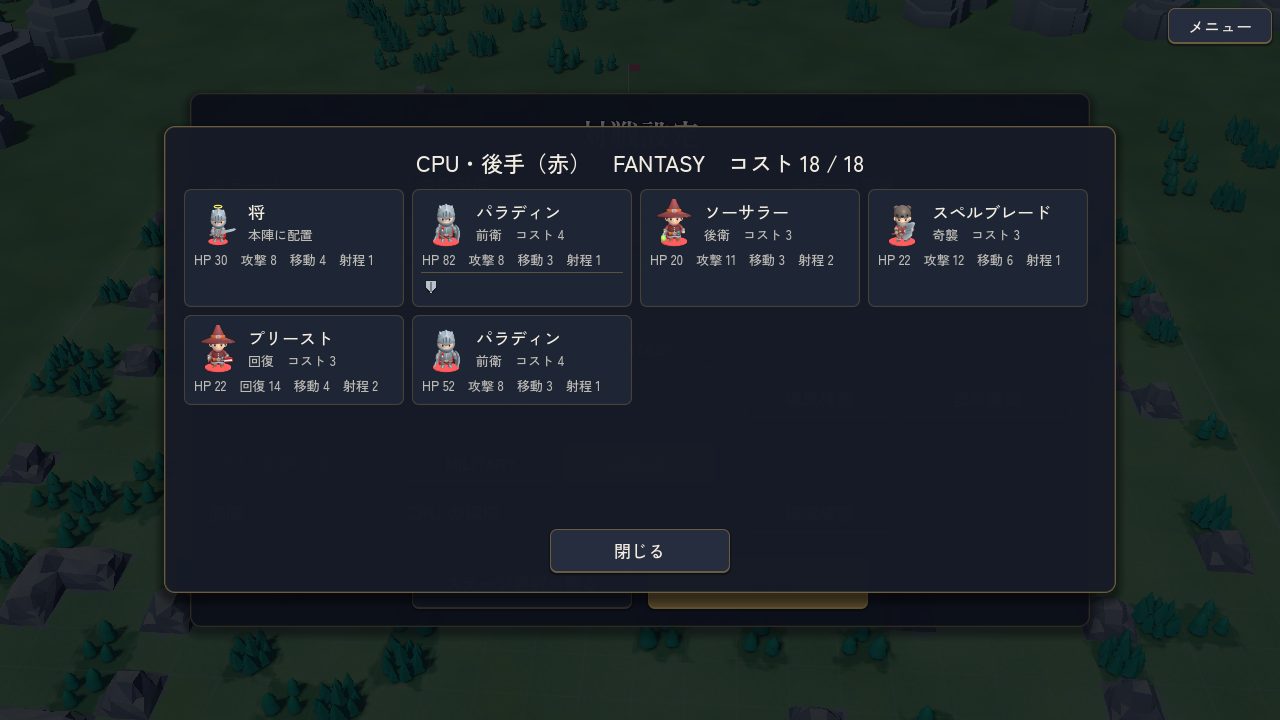 メニュー
CPU・後手（赤）　FANTASY　コスト 18 / 18
将
本陣に配置
HP 30　攻撃 8　移動 4　射程 1
パラディン
前衛　コスト 4
HP 82　攻撃 8　移動 3　射程 1
ソーサラー
後衛　コスト 3
HP 20　攻撃 11　移動 3　射程 2
スペルブレード
奇襲　コスト 3
HP 22　攻撃 12　移動 6　射程 1
プリースト
回復　コスト 3
HP 22　回復 14　移動 4　射程 2
パラディン
前衛　コスト 4
HP 52　攻撃 8　移動 3　射程 1
閉じる